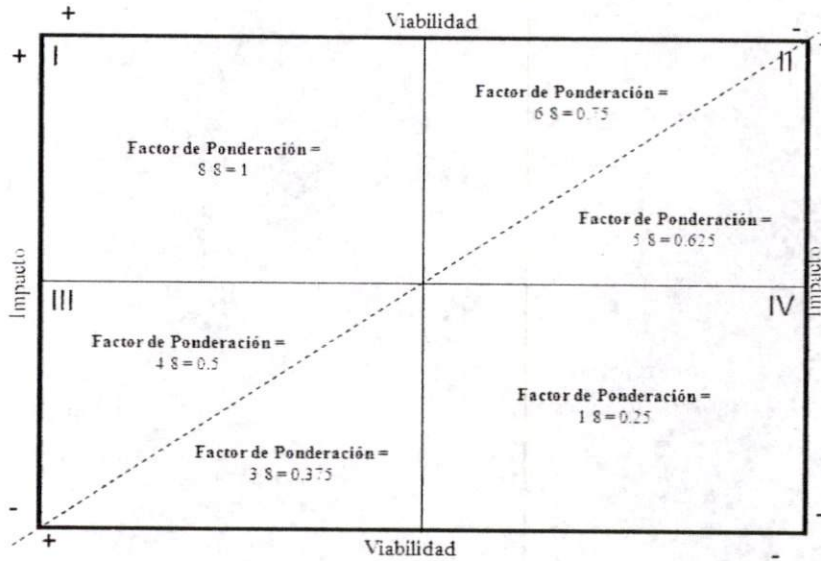 + Viabilidad -
+ I II
Factor de Ponderación =
6 8=0.75
Factor de Ponderación =
8 8=1
Factor de Ponderación =
5 8=0.625
Impacto Impacto
III IV
Factor de Ponderación =
4 8=0.5
Factor de Ponderación =
1 8=0.25
Factor de Ponderación =
3 8=0.375
- -
+ Viabilidad -